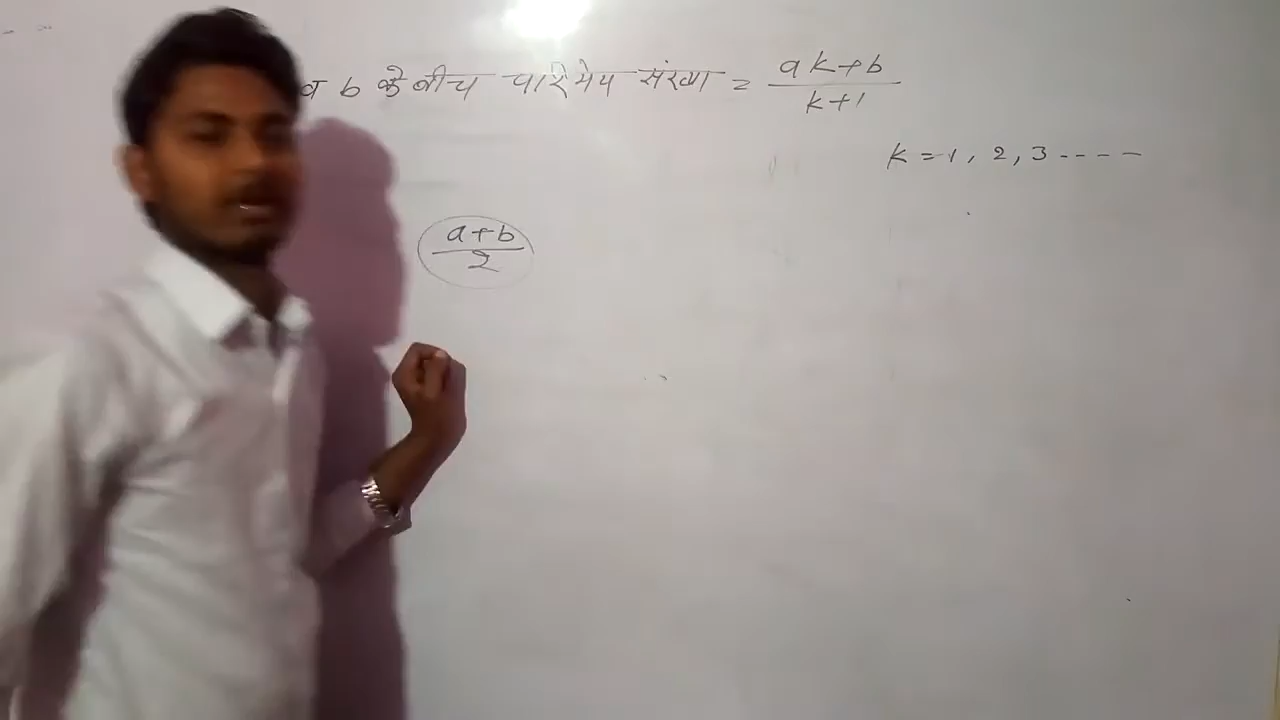 व b के बीच परिमेय संख्या = (ak+b)/(k+1)
k = 1, 2, 3 ----
(a+b)/2